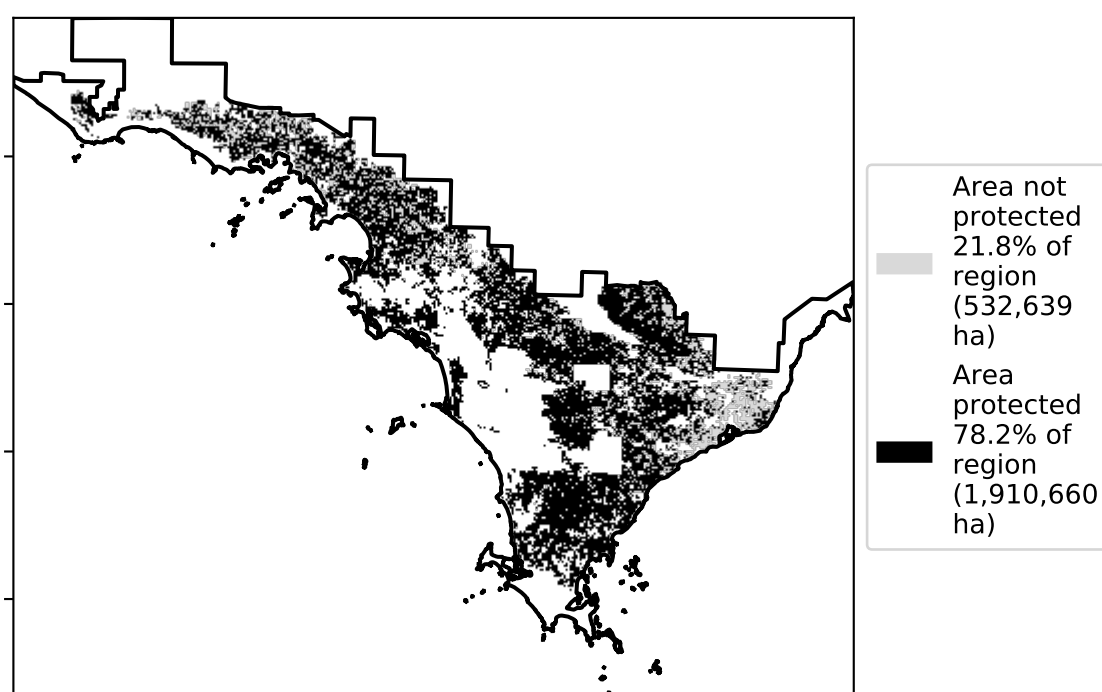 Area not
protected
21.8% of
region
(532,639
ha)
Area
protected
78.2% of
region
(1,910,660
ha)